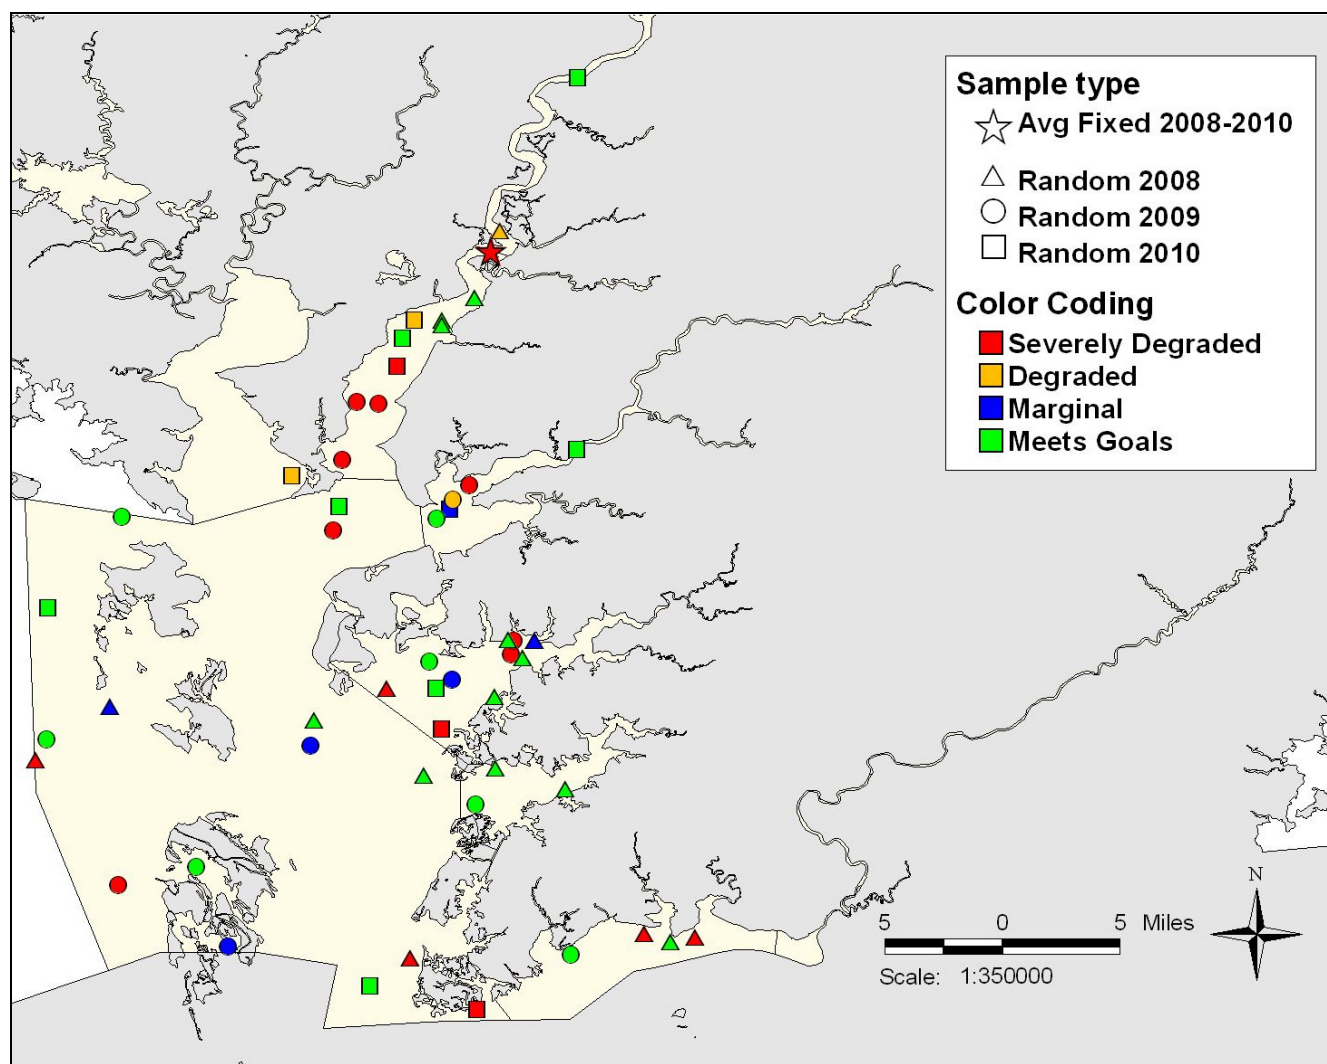 Sample type
Avg Fixed 2008-2010
Random 2008
Random 2009
Random 2010
Color Coding
Severely Degraded
Degraded
Marginal
Meets Goals
N
5 0 5 Miles
Scale: 1:350000